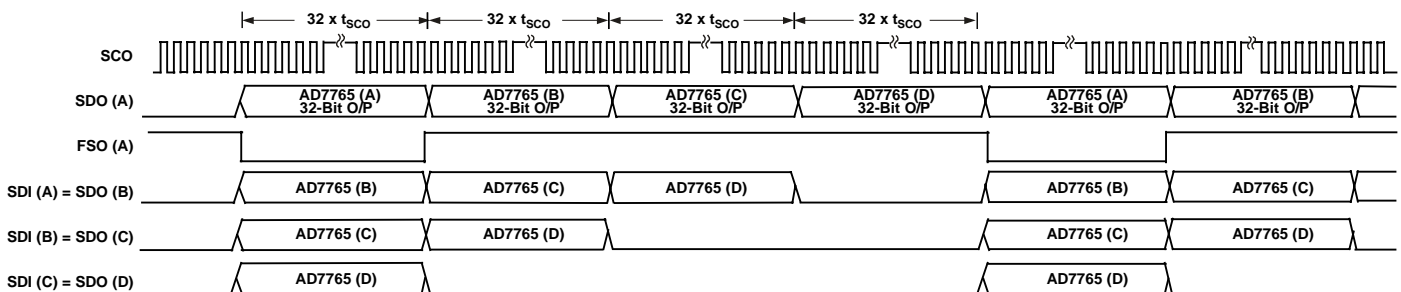 32 x tSCO 32 x tSCO 32 x tSCO 32 x tSCO
SCO
SDO (A) AD7765 (A) 32-Bit O/P AD7765 (B) 32-Bit O/P AD7765 (C) 32-Bit O/P AD7765 (D) 32-Bit O/P AD7765 (A) 32-Bit O/P AD7765 (B) 32-Bit O/P
FSO (A)
SDI (A) = SDO (B) AD7765 (B) AD7765 (C) AD7765 (D) AD7765 (B) AD7765 (C)
SDI (B) = SDO (C) AD7765 (C) AD7765 (D) AD7765 (C) AD7765 (D)
SDI (C) = SDO (D) AD7765 (D) AD7765 (D)